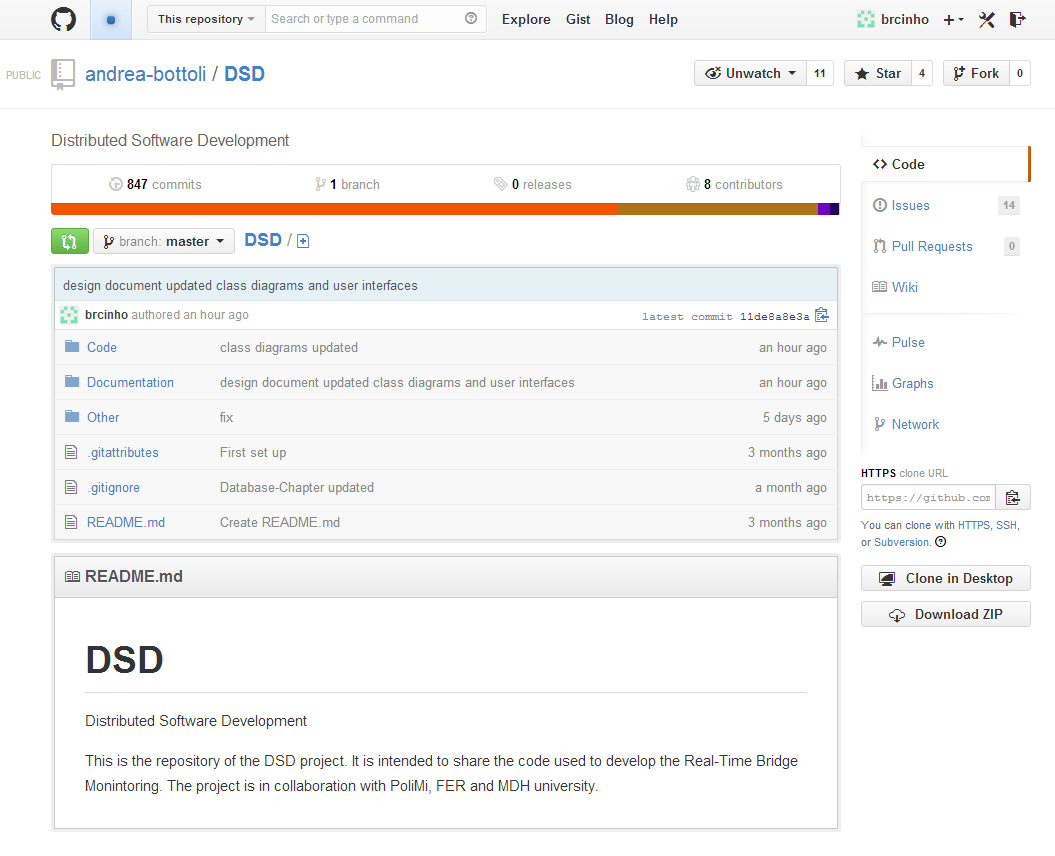 This repository Search or type a command Explore Gist Blog Help brcinho
PUBLIC andrea-bottoli / DSD Unwatch 11 Star 4 Fork 0
Distributed Software Development
847 commits 1 branch 0 releases 8 contributors
branch: master DSD /
design document updated class diagrams and user interfaces
brcinho authored an hour ago latest commit 11de8a8e3a
Code class diagrams updated an hour ago
Documentation design document updated class diagrams and user interfaces an hour ago
Other fix 5 days ago
.gitattributes First set up 3 months ago
.gitignore Database-Chapter updated a month ago
README.md Create README.md 3 months ago
README.md
DSD
Distributed Software Development
This is the repository of the DSD project. It is intended to share the code used to develop the Real-Time Bridge
Monintoring. The project is in collaboration with PoliMi, FER and MDH university.
Code
Issues 14
Pull Requests 0
Wiki
Pulse
Graphs
Network
HTTPS clone URL
https://github.com
You can clone with HTTPS, SSH,
or Subversion.
Clone in Desktop
Download ZIP